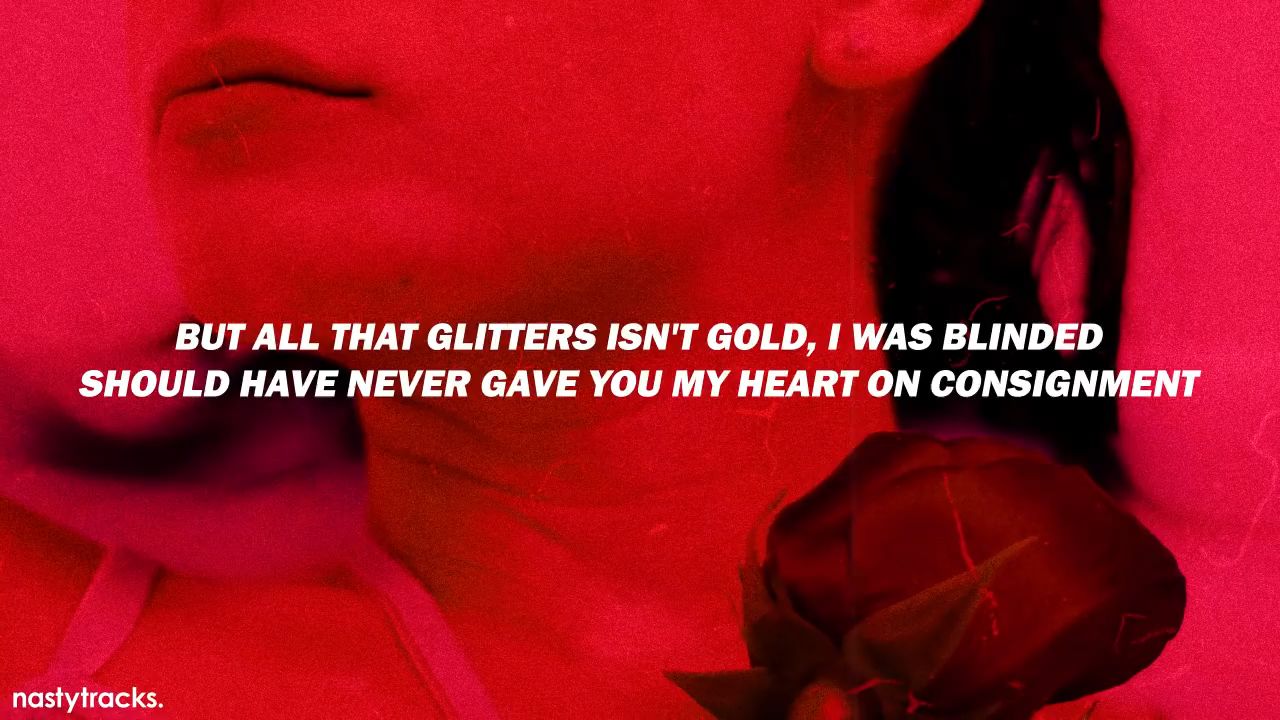 BUT ALL THAT GLITTERS ISN'T GOLD, I WAS BLINDED
SHOULD HAVE NEVER GAVE YOU MY HEART ON CONSIGNMENT
nastytracks.